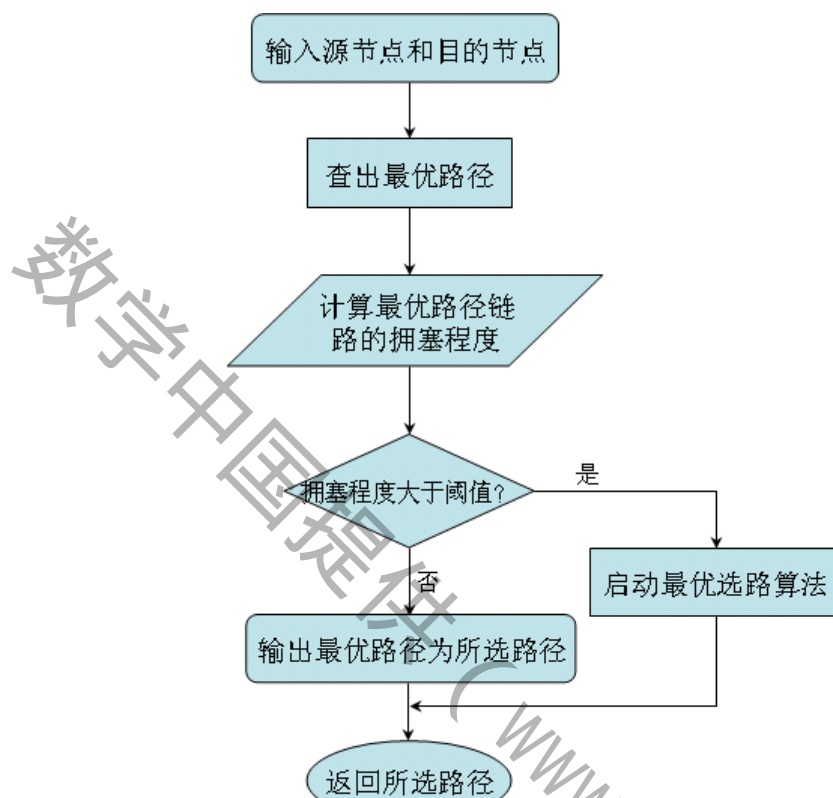 输入源节点和目的节点
查出最优路径
计算最优路径链
路的拥塞程度
拥塞程度大于阈值?
是
否
启动最优选路算法
输出最优路径为所选路径
返回所选路径
数学中国提供（www